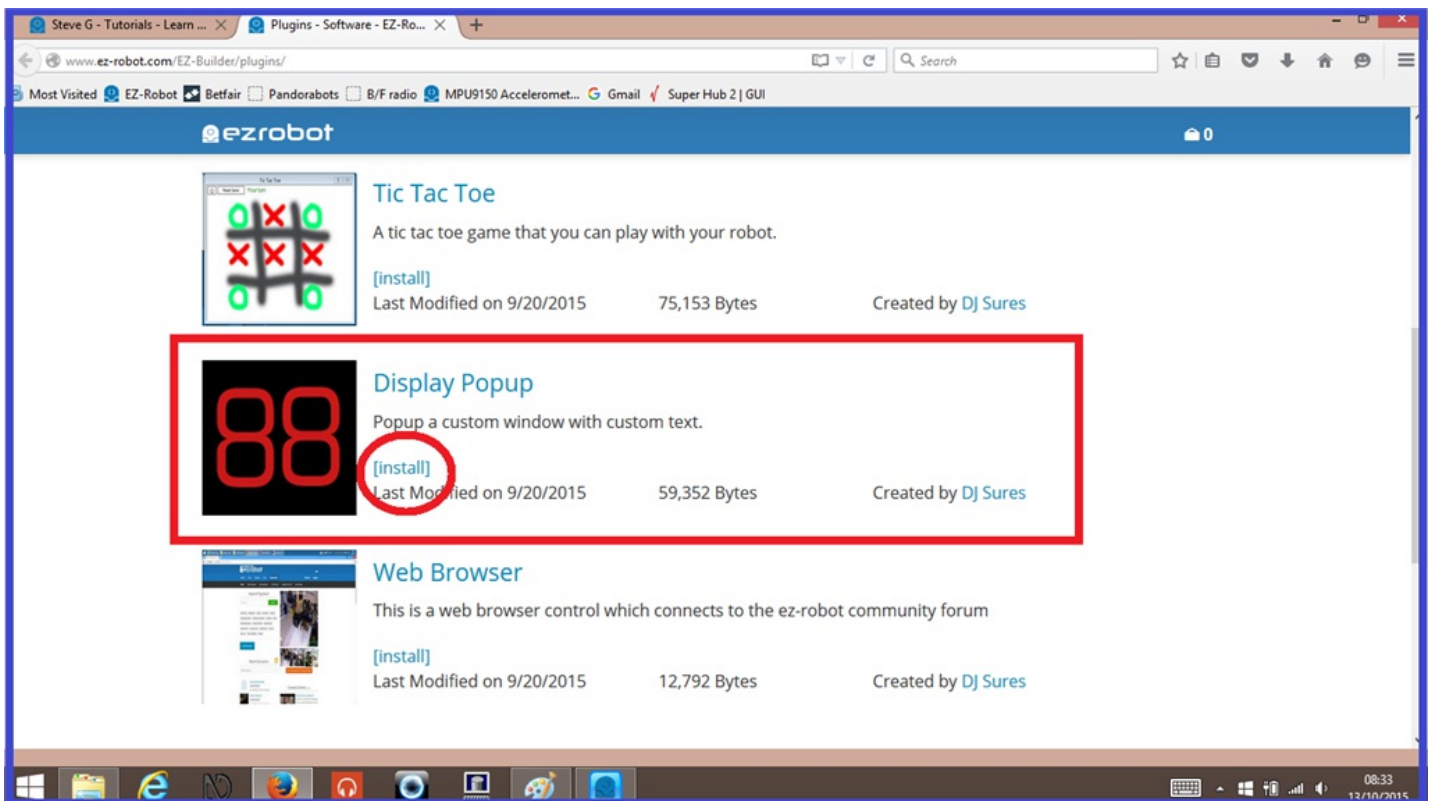 Steve G - Tutorials - Learn ...
Plugins - Software - EZ-Ro...
www.ez-robot.com/EZ-Builder/plugins/
Search
Most Visited EZ-Robot Betfair Pandorabots B/F radio MPU9150 Acceleromet... Gmail Super Hub 2 | GUI
ezrobot
0
Tic Tac Toe
A tic tac toe game that you can play with your robot.
[install]
Last Modified on 9/20/2015 75,153 Bytes Created by DJ Sures
88
Display Popup
Popup a custom window with custom text.
[install]
Last Modified on 9/20/2015 59,352 Bytes Created by DJ Sures
Web Browser
This is a web browser control which connects to the ez-robot community forum
[install]
Last Modified on 9/20/2015 12,792 Bytes Created by DJ Sures
08:33
13/10/2015